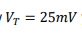 V_T = 25mV